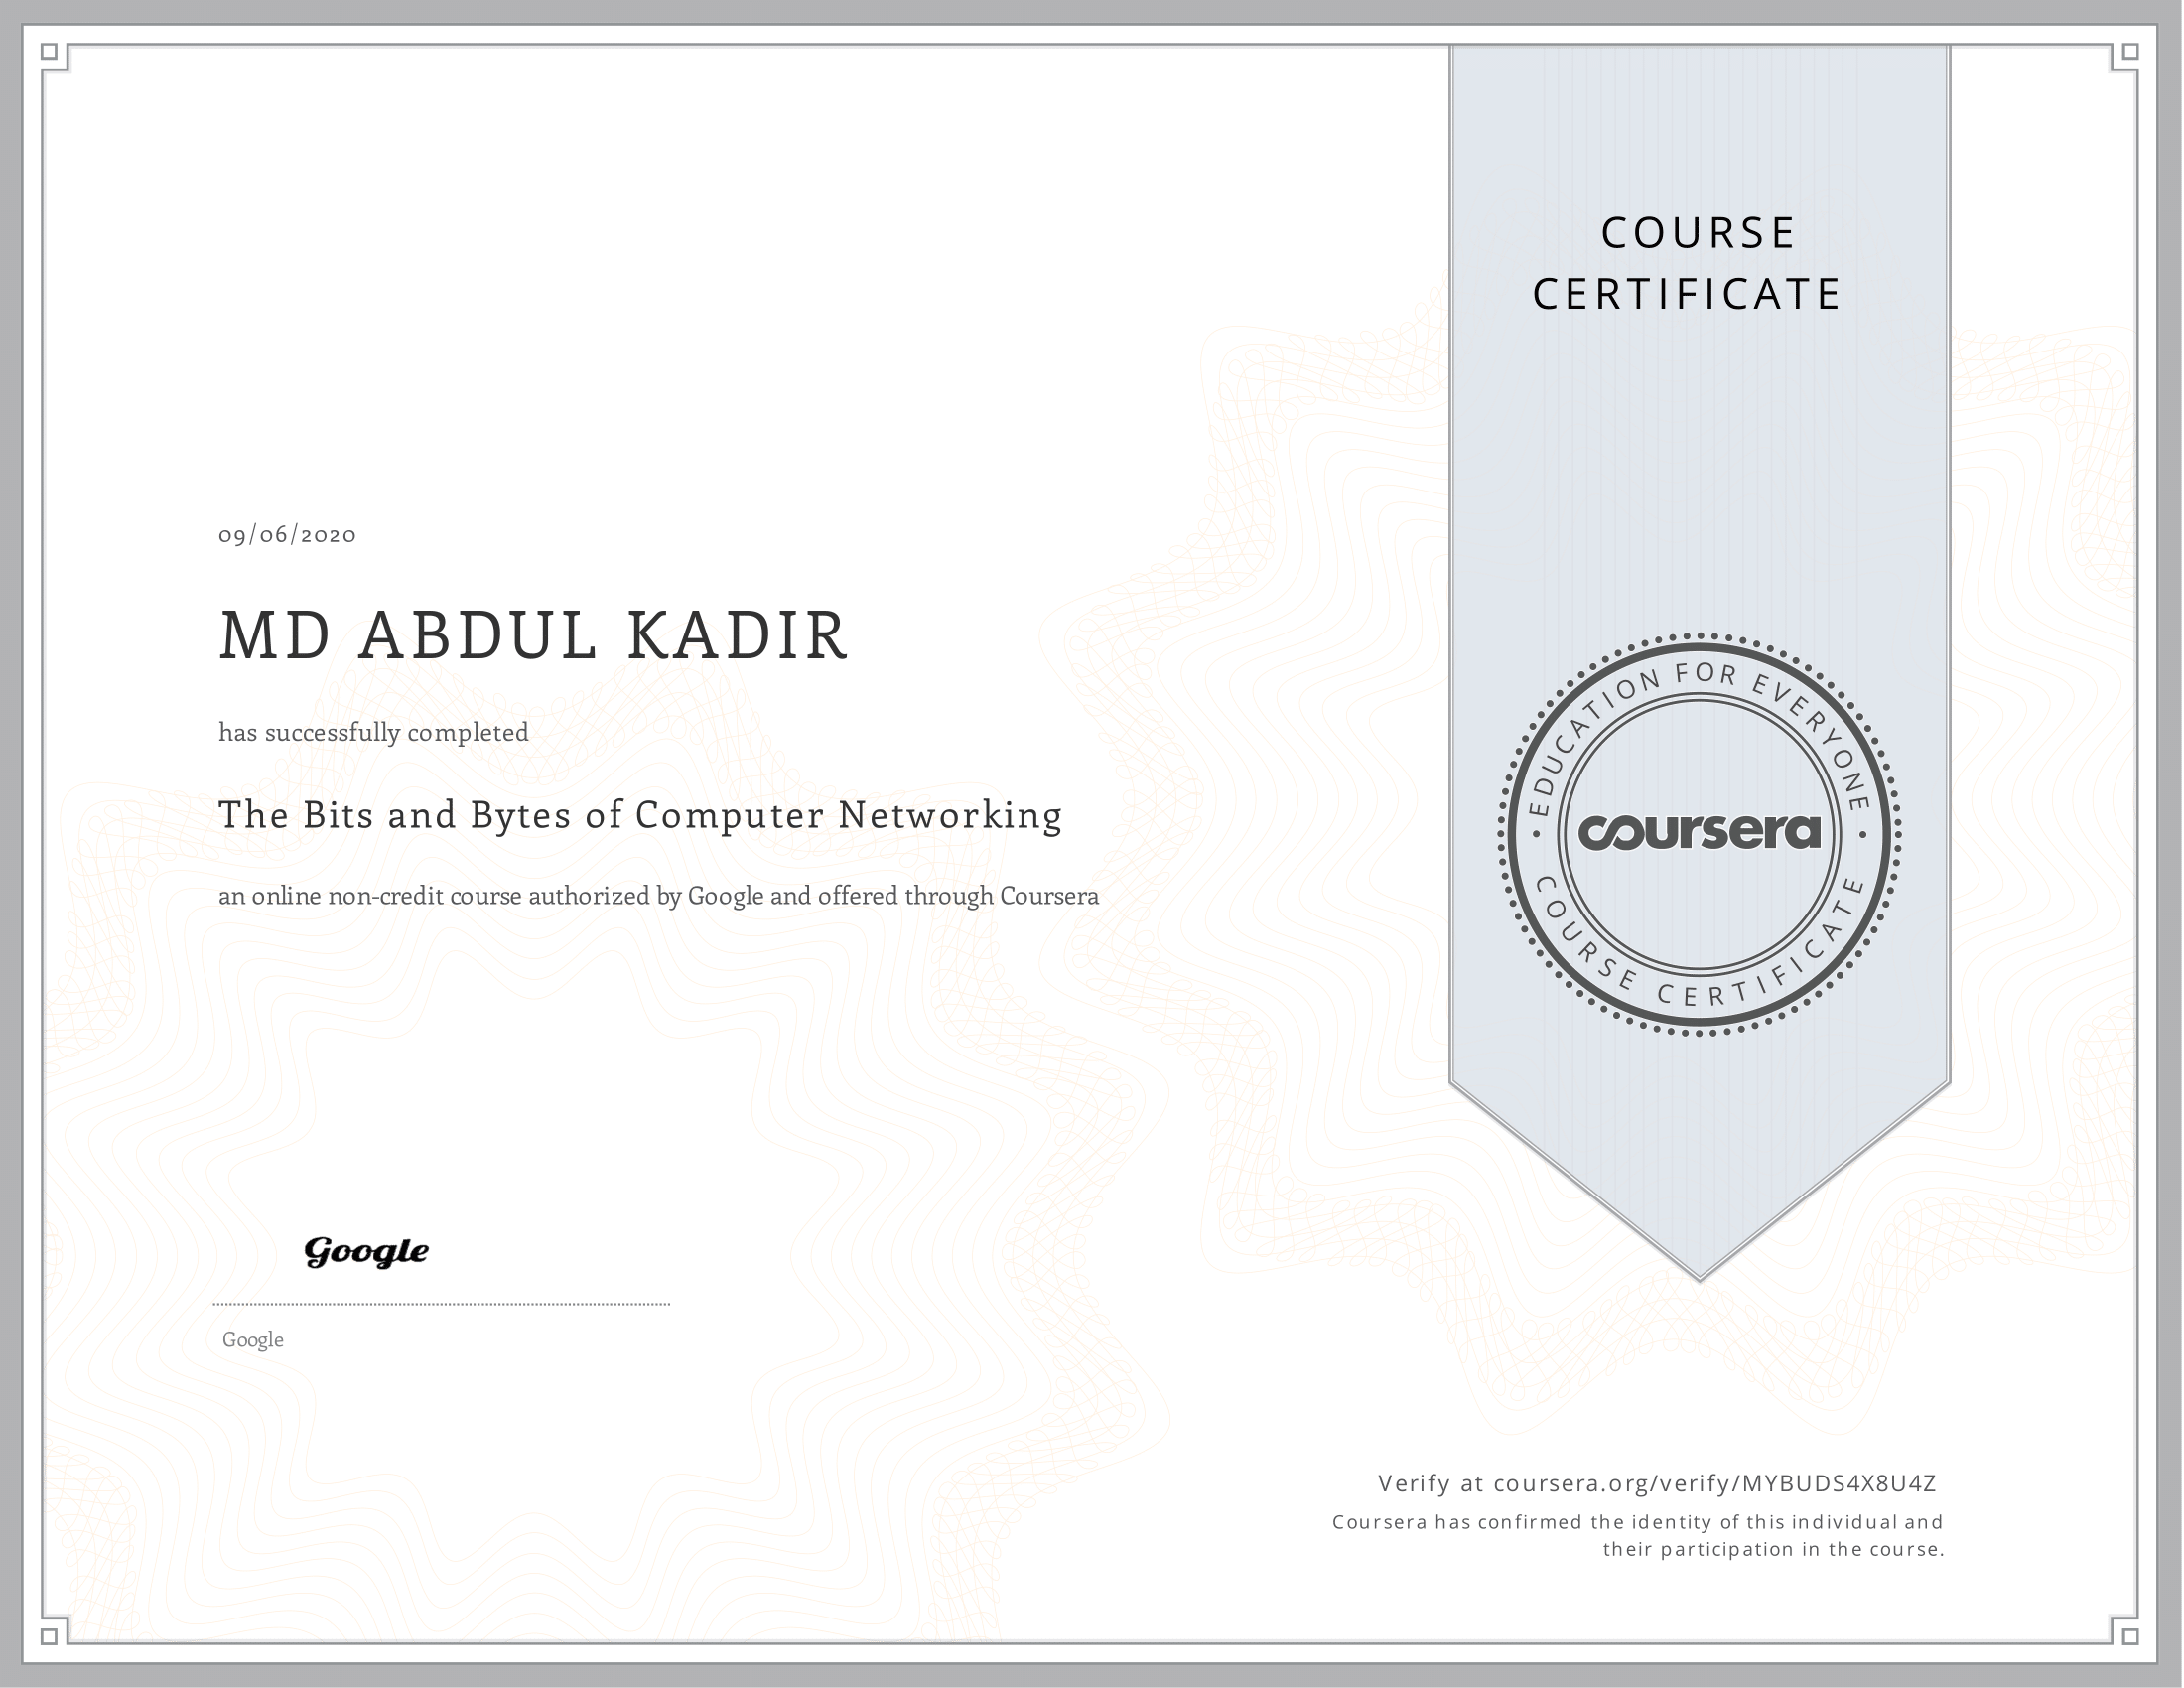 COURSE
CERTIFICATE
09/06/2020
MD ABDUL KADIR
has successfully completed
The Bits and Bytes of Computer Networking
an online non-credit course authorized by Google and offered through Coursera
EDUCATION FOR EVERYONE
coursera
COURSE CERTIFICATE
Google
Google
Verify at coursera.org/verify/MYBUDS4X8U4Z
Coursera has confirmed the identity of this individual and
their participation in the course.